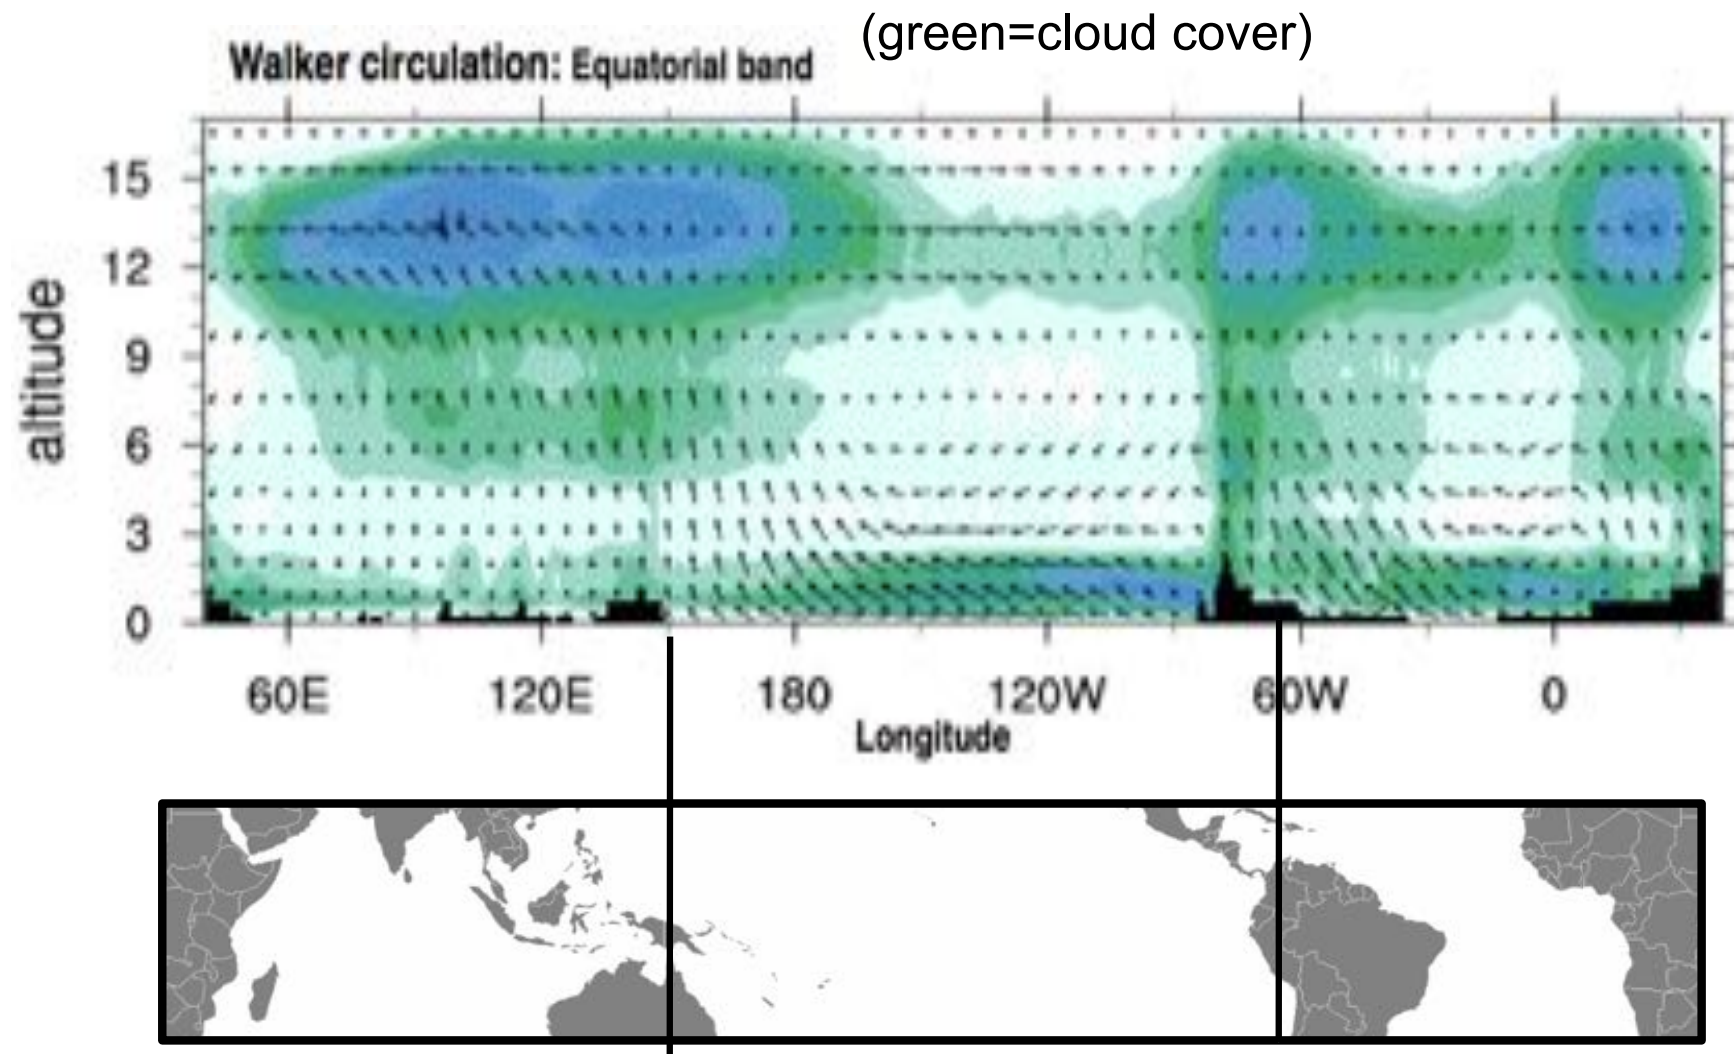 (green=cloud cover)
Walker circulation: Equatorial band
altitude
15
12
9
6
3
0
60E 120E 180 120W 60W 0
Longitude